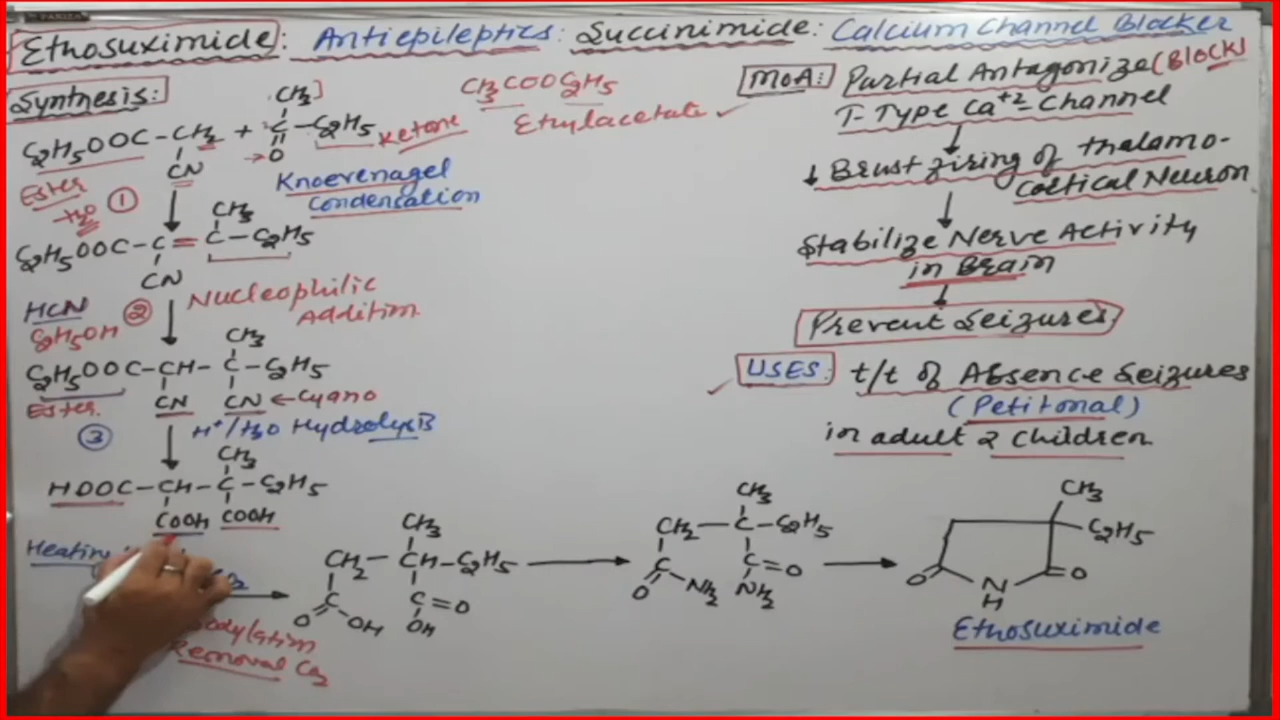 Ethosuximide: Antiepileptics: Succinimide: Calcium Channel Blocker
Synthesis:
C2H5OOC-CH2 + C-C2H5 Ketone
CH3]
CN
O
CH3COOC2H5
Ethylacetate ✓
Ester
-H2O
①
Knoevenagel
Condensation
CH3
C2H5OOC-C=C-C2H5
CN
HCN
C2H5OH
②
Nucleophilic
Addition
CH3
C2H5OOC-CH-C-C2H5
CN CN ←Cyano
Ester
③
H+/H2O Hydrolysis
CH3
HOOC-CH-C-C2H5
COOH COOH
Heating
CO2
Removal CO2
CH3
CH2-CH-C2H5
C C=O
O OH OH
CH3
CH2-C-C2H5
C C=O
O NH2 NH2
CH3
C2H5
O N =O
H
Ethosuximide
MOA: Partial Antagonize (Block)
T-Type Ca+2-Channel
↓ Brust firing of thalamo-
Cortical Neuron
Stabilize Nerve Activity
in Brain
Prevent Seizures
USES: t/t of Absence Seizures
(Petitonal)
in adult & Children